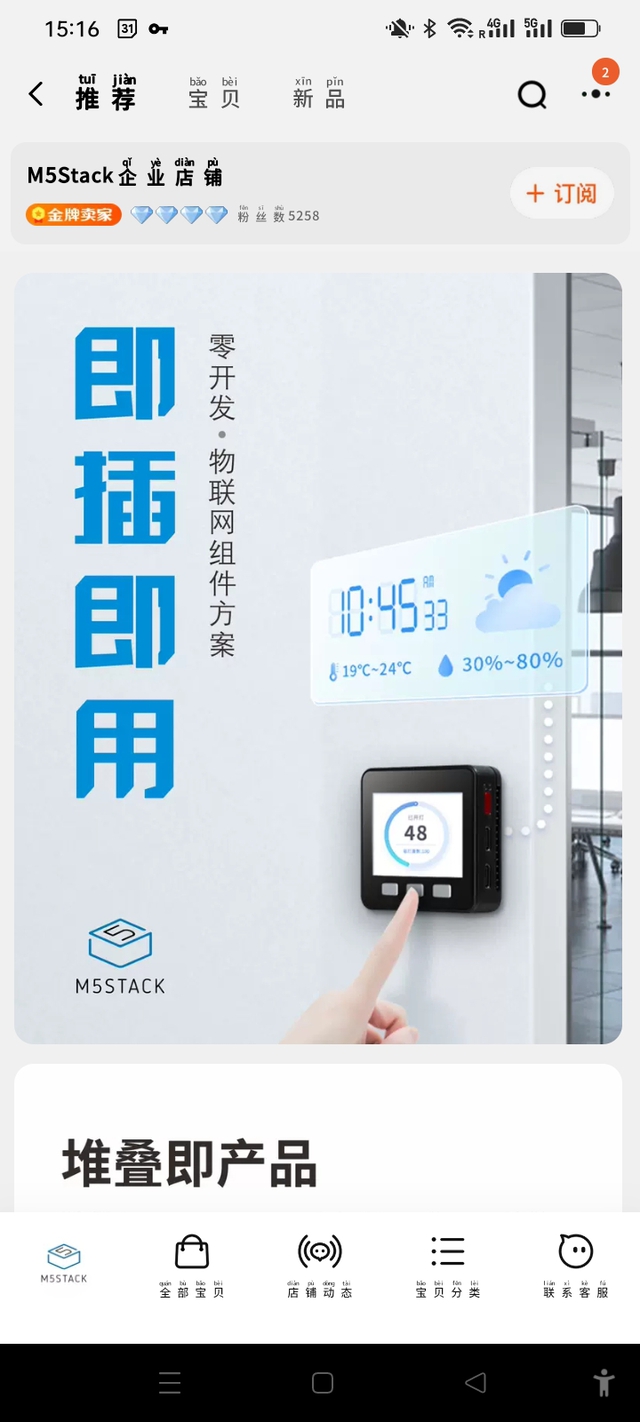 15:16
31
4G
R
5G
2
tuī jiàn
推荐
bǎo bèi
宝贝
xīn pǐn
新品
qǐ yè diàn pù
M5Stack企业店铺
金牌卖家
fěn sī shù
粉丝数5258
+ 订阅
即插即用
零开发·物联网组件方案
10:45 AM 33
19℃~24℃
30%~80%
48
5
M5STACK
堆叠即产品
5
M5STACK
quán bù bǎo bèi
全部宝贝
diàn pù dòng tài
店铺动态
bǎo bèi fēn lèi
宝贝分类
lián xì kè fú
联系客服